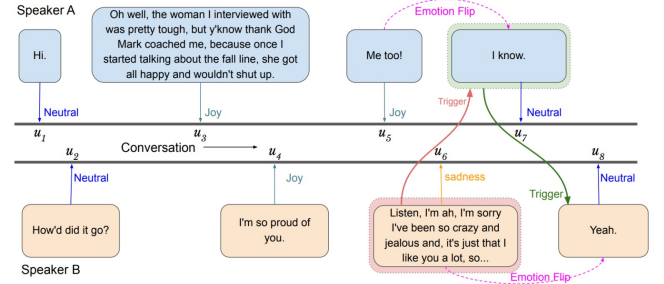 Speaker A
Hi.
Oh well, the woman I interviewed with
was pretty tough, but y'know thank God
Mark coached me, because once I
started talking about the fall line, she got
all happy and wouldn't shut up.
Me too!
Emotion Flip
I know.
Neutral
Joy
Joy
Trigger
Neutral
u1
u3
u5
u7
Conversation
u2
u4
u6
u8
Neutral
Joy
sadness
Trigger
Neutral
How'd did it go?
I'm so proud of
you.
Listen, I'm ah, I'm sorry
I've been so crazy and
jealous and, it's just that I
like you a lot, so...
Yeah.
Speaker B
Emotion Flip